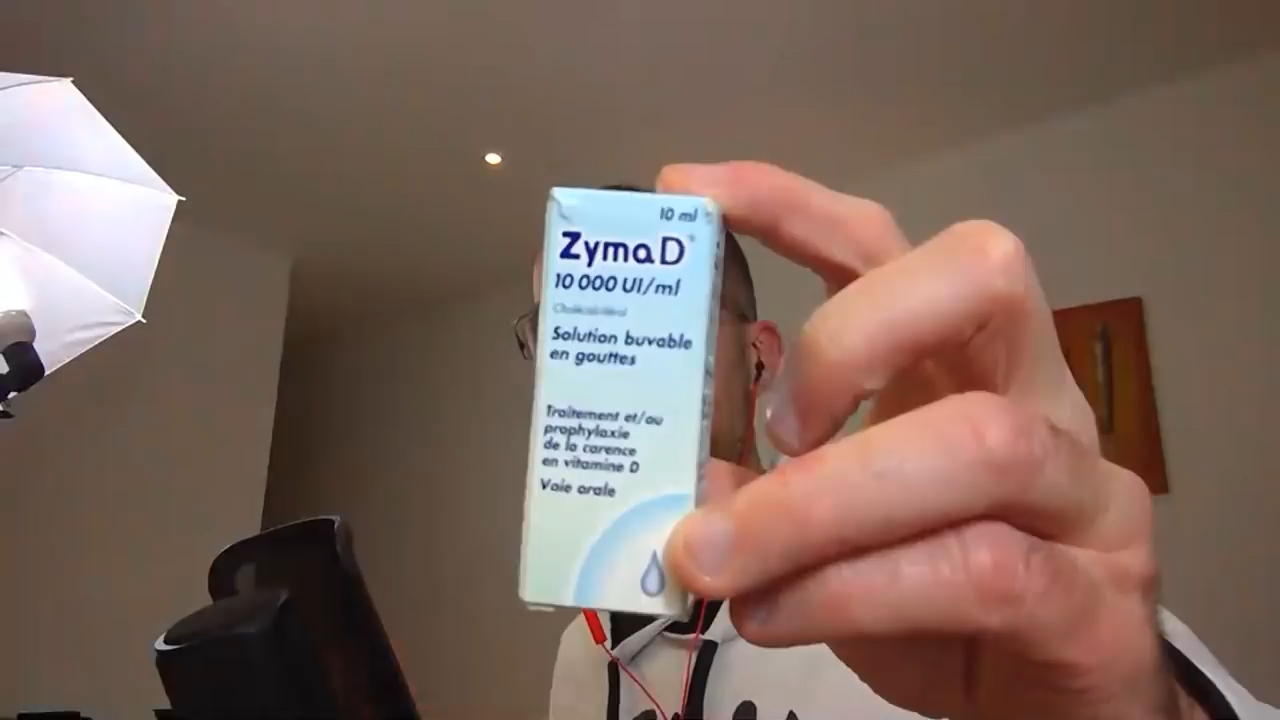 10 ml
ZymaD®
10 000 UI/ml
Cholécalciférol
Solution buvable
en gouttes
Traitement et/ou
prophylaxie
de la carence
en vitamine D
Voie orale